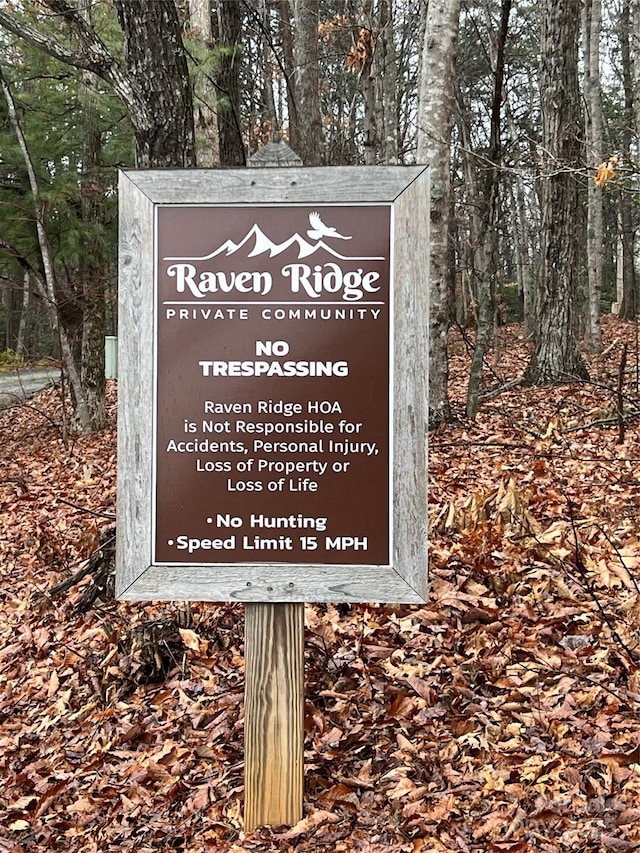 Raven Ridge
PRIVATE COMMUNITY
NO
TRESPASSING
Raven Ridge HOA
is Not Responsible for
Accidents, Personal Injury,
Loss of Property or
Loss of Life
•No Hunting
•Speed Limit 15 MPH